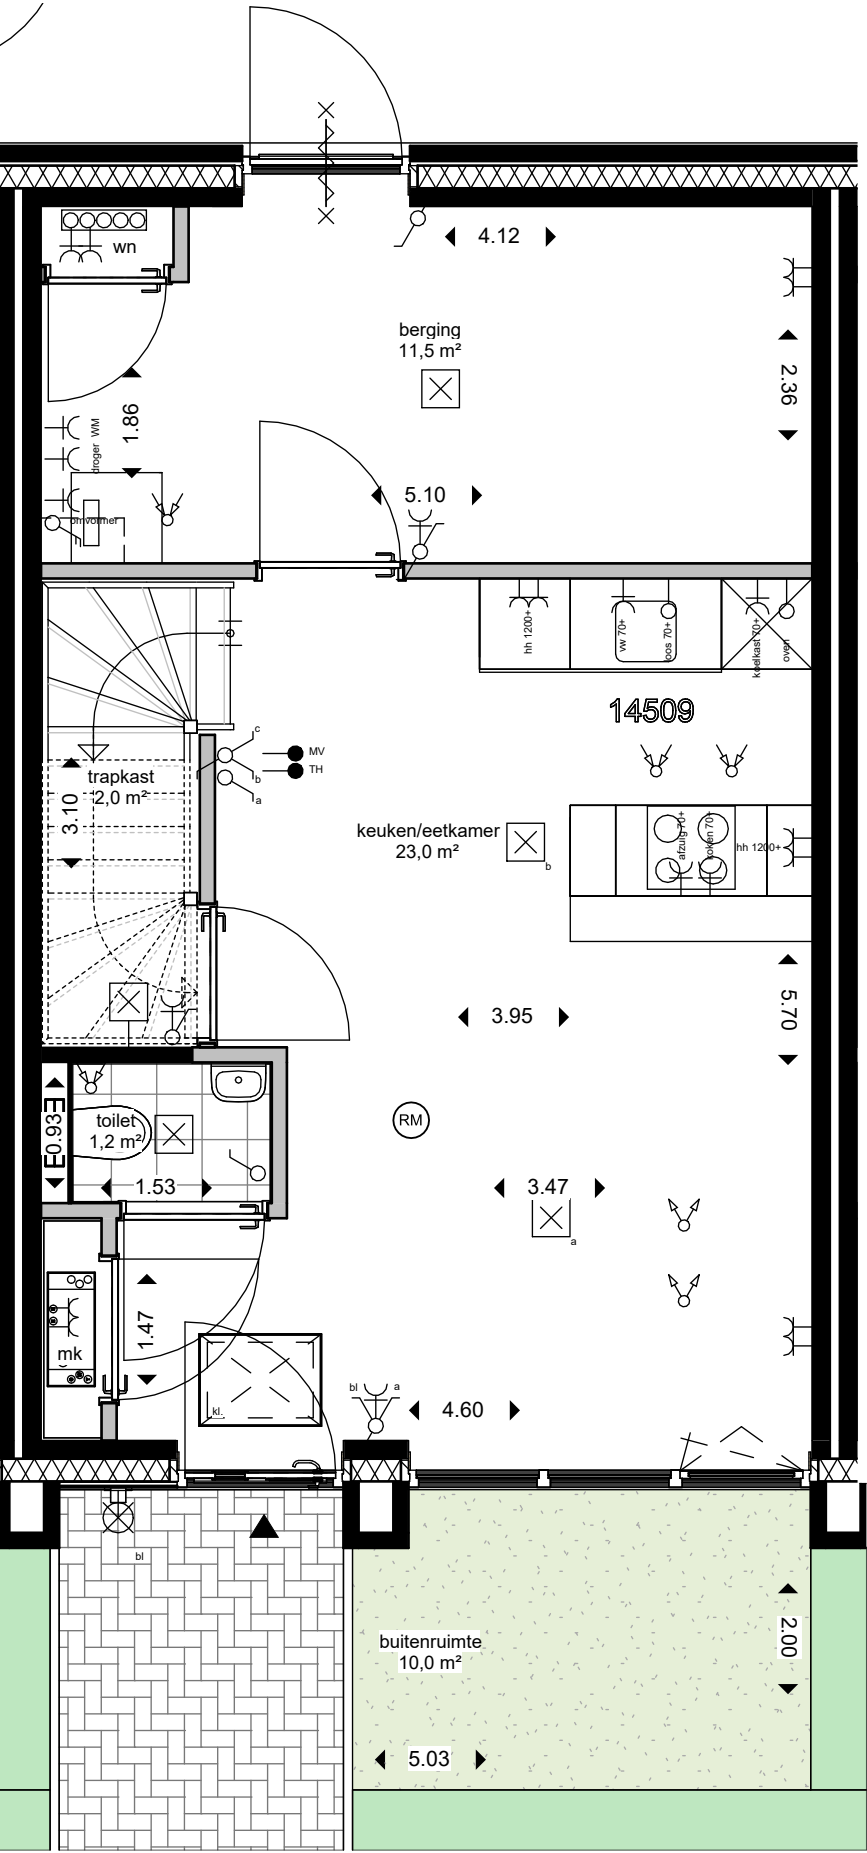 4.12
wn
berging
11,5 m²
2.36
1.86
droger WM
5.10
omvormer
hh 1200+
vw 70+
loos 70+
koelkast 70+
oven
14509
c
MV
TH
b
a
trapkast
2,0 m²
3.10
keuken/eetkamer
23,0 m²
b
afzuig 70+
koken 70+
hh 1200+
3.95
5.70
0.93
toilet
1,2 m²
RM
1.53
3.47
a
1.47
mk
kl.
bl
a
4.60
bl
buitenruimte
10,0 m²
2.00
5.03